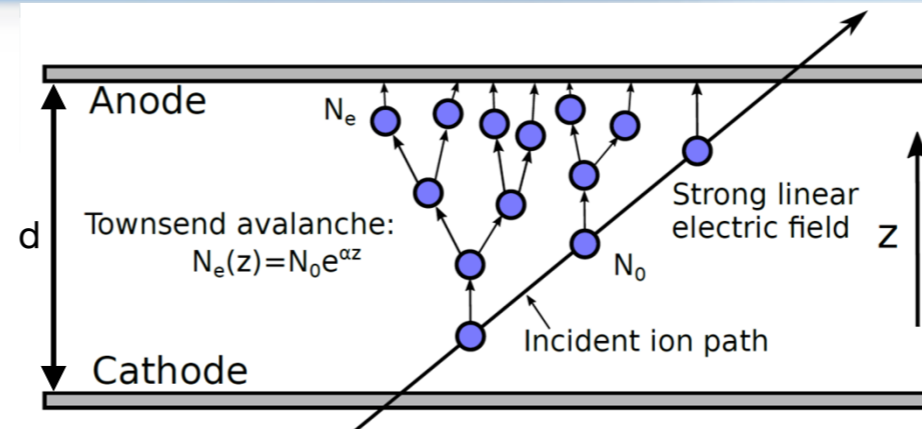 Anode
Nₑ
Strong linear
electric field
d
Townsend avalanche:
Nₑ(z)=N₀e^αz
z
N₀
Incident ion path
Cathode